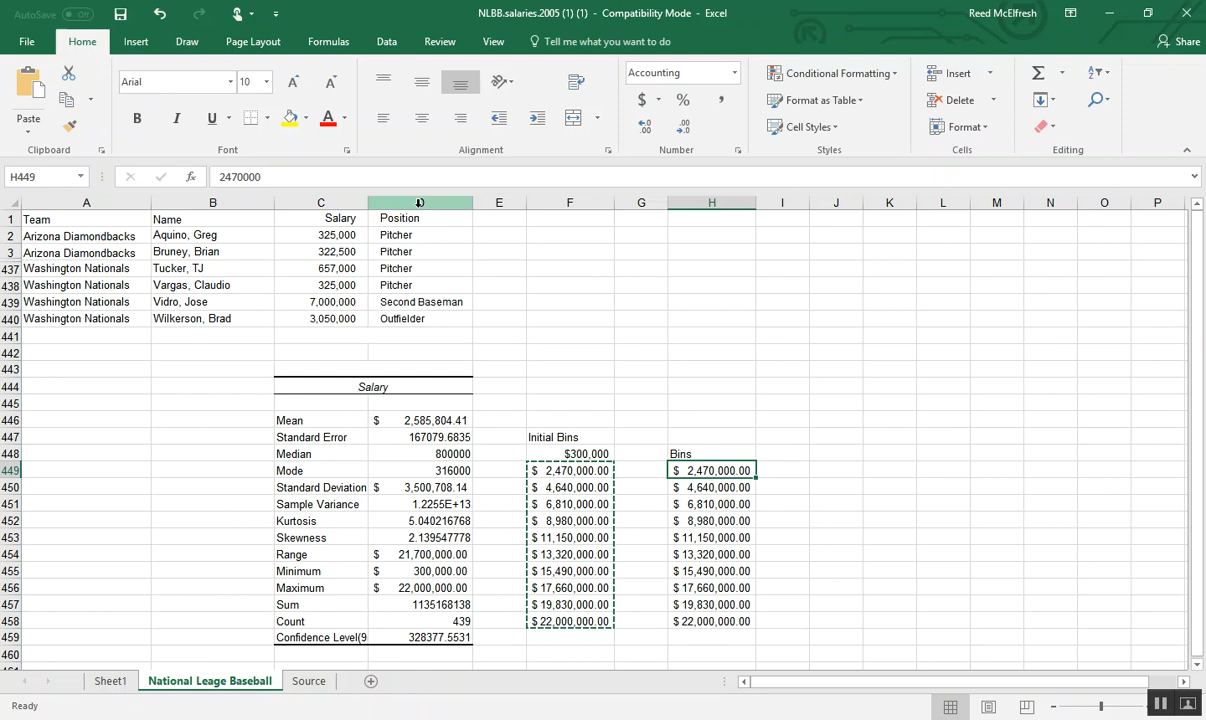 AutoSave Off NLBB.salaries.2005 (1) (1) - Compatibility Mode - Excel Reed McElfresh
File Home Insert Draw Page Layout Formulas Data Review View Tell me what you want to do Share
Paste Arial 10 Accounting Conditional Formatting Insert
Format as Table Delete
B I U A $ % , Cell Styles Format
Clipboard Font Alignment Number Styles Cells Editing
H449 fx 2470000
A B C D E F G H I J K L M N O P
1 Team Name Salary Position
2 Arizona Diamondbacks Aquino, Greg 325,000 Pitcher
3 Arizona Diamondbacks Bruney, Brian 322,500 Pitcher
437 Washington Nationals Tucker, TJ 657,000 Pitcher
438 Washington Nationals Vargas, Claudio 325,000 Pitcher
439 Washington Nationals Vidro, Jose 7,000,000 Second Baseman
440 Washington Nationals Wilkerson, Brad 3,050,000 Outfielder
441
442
443
444 Salary
445
446 Mean $ 2,585,804.41
447 Standard Error 167079.6835 Initial Bins
448 Median 800000 $300,000 Bins
449 Mode 316000 $ 2,470,000.00 $ 2,470,000.00
450 Standard Deviation $ 3,500,708.14 $ 4,640,000.00 $ 4,640,000.00
451 Sample Variance 1.2255E+13 $ 6,810,000.00 $ 6,810,000.00
452 Kurtosis 5.040216768 $ 8,980,000.00 $ 8,980,000.00
453 Skewness 2.139547778 $ 11,150,000.00 $ 11,150,000.00
454 Range $ 21,700,000.00 $ 13,320,000.00 $ 13,320,000.00
455 Minimum $ 300,000.00 $ 15,490,000.00 $ 15,490,000.00
456 Maximum $ 22,000,000.00 $ 17,660,000.00 $ 17,660,000.00
457 Sum 1135168138 $ 19,830,000.00 $ 19,830,000.00
458 Count 439 $ 22,000,000.00 $ 22,000,000.00
459 Confidence Level(9 328377.5531
460
Sheet1 National Leage Baseball Source
Ready